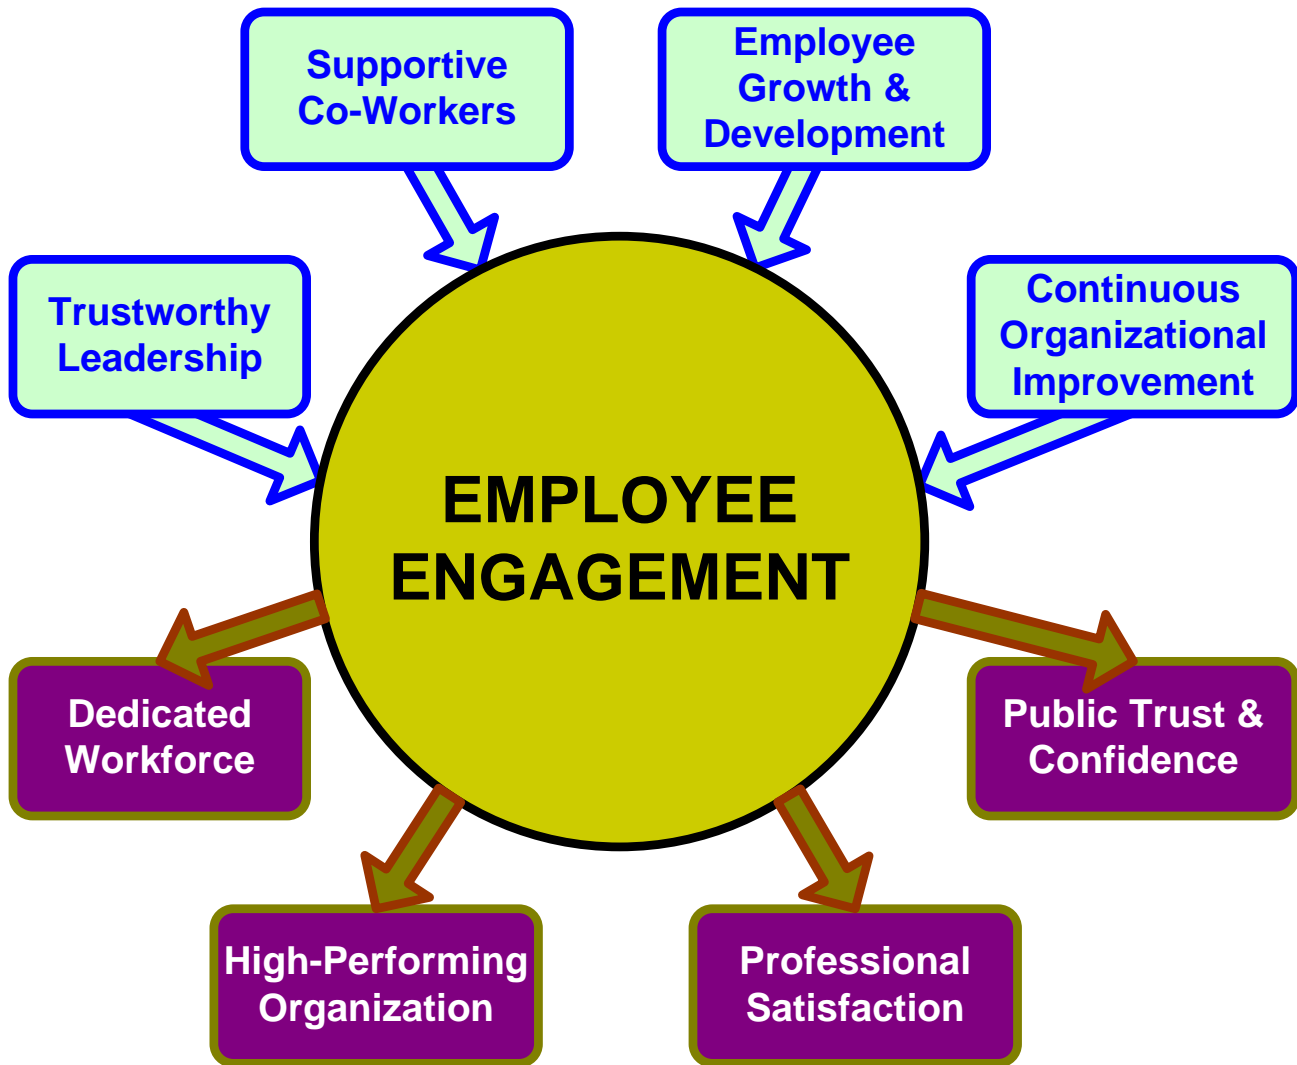 Supportive
Co-Workers
Employee
Growth &
Development
Trustworthy
Leadership
Continuous
Organizational
Improvement
EMPLOYEE
ENGAGEMENT
Dedicated
Workforce
Public Trust &
Confidence
High-Performing
Organization
Professional
Satisfaction